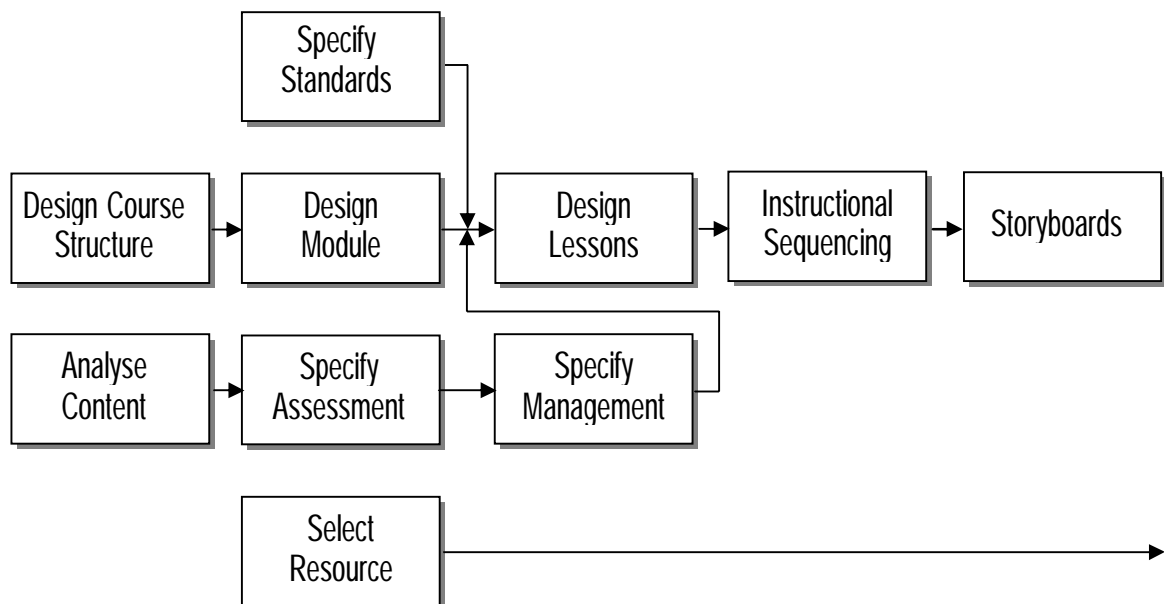 Specify
Standards
Design Course
Structure
Design
Module
Design
Lessons
Instructional
Sequencing
Storyboards
Analyse
Content
Specify
Assessment
Specify
Management
Select
Resource